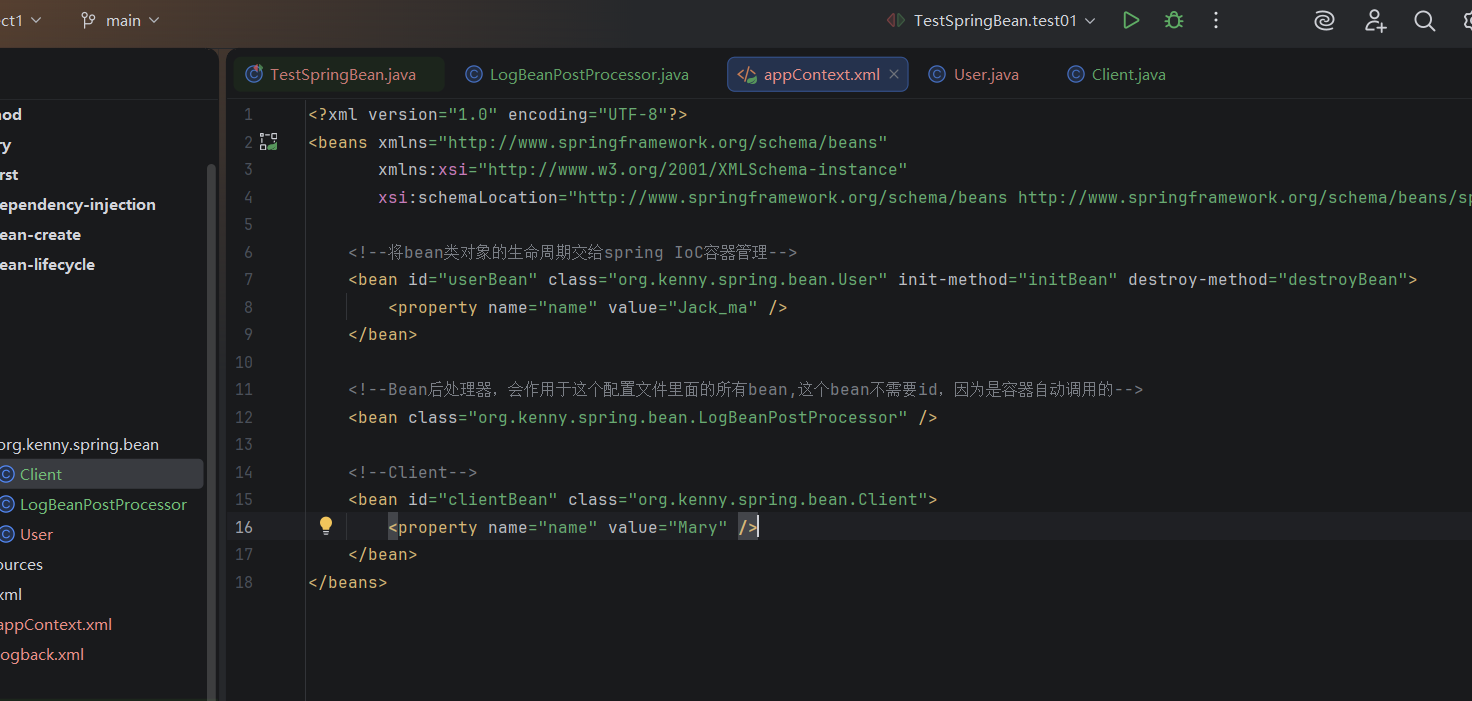 ct1
main
TestSpringBean.test01
TestSpringBean.java
LogBeanPostProcessor.java
appContext.xml
User.java
Client.java
od
ry
rst
ependency-injection
ean-create
ean-lifecycle
org.kenny.spring.bean
Client
LogBeanPostProcessor
User
ources
xml
appContext.xml
ogback.xml
1 <?xml version="1.0" encoding="UTF-8"?>
2 <beans xmlns="http://www.springframework.org/schema/beans"
3 xmlns:xsi="http://www.w3.org/2001/XMLSchema-instance"
4 xsi:schemaLocation="http://www.springframework.org/schema/beans http://www.springframework.org/schema/beans/sp
5
6 <!--将bean类对象的生命周期交给spring IoC容器管理-->
7 <bean id="userBean" class="org.kenny.spring.bean.User" init-method="initBean" destroy-method="destroyBean">
8 <property name="name" value="Jack_ma" />
9 </bean>
10
11 <!--Bean后处理器，会作用于这个配置文件里面的所有bean,这个bean不需要id，因为是容器自动调用的-->
12 <bean class="org.kenny.spring.bean.LogBeanPostProcessor" />
13
14 <!--Client-->
15 <bean id="clientBean" class="org.kenny.spring.bean.Client">
16 <property name="name" value="Mary" />
17 </bean>
18 </beans>